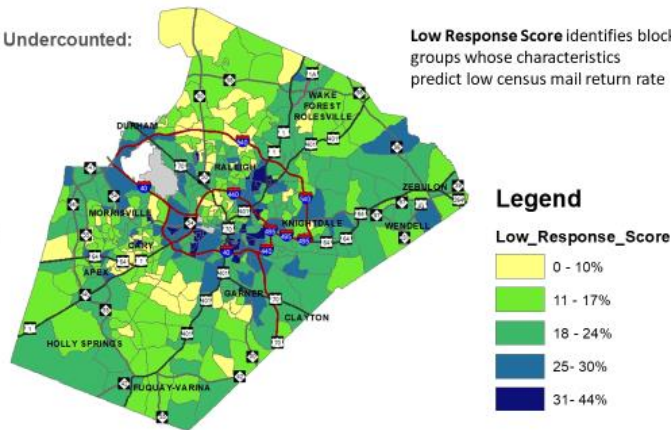 Undercounted:
Low Response Score identifies block
groups whose characteristics
predict low census mail return rate
WAKE
FOREST
ROLESVILLE
DURHAM
RALEIGH
ZEBULON
MORRISVILLE
KNIGHTDALE
WENDELL
CARY
APEX
GARNER
CLAYTON
HOLLY SPRINGS
FUQUAY-VARINA
Legend
Low_Response_Score
0 - 10%
11 - 17%
18 - 24%
25- 30%
31- 44%